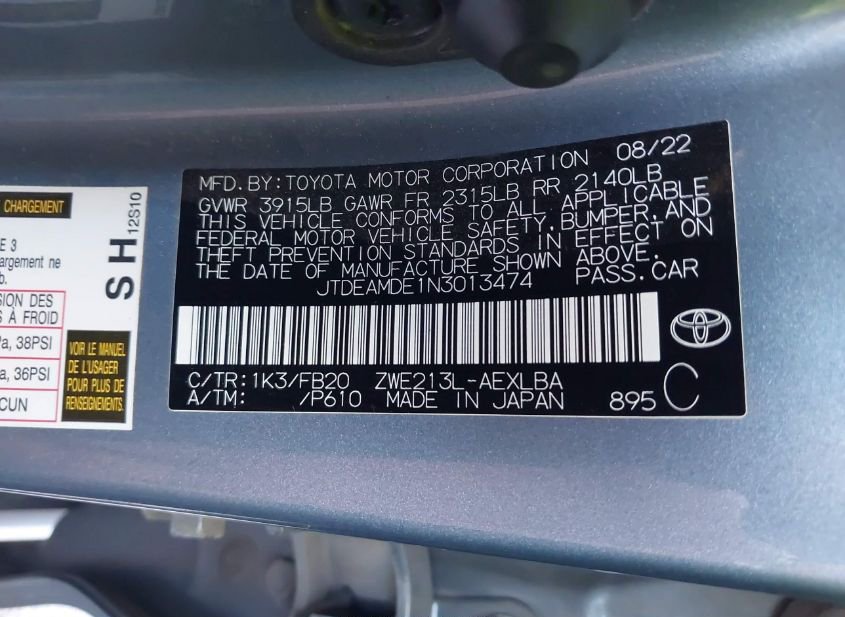 CHARGEMENT
E 3
argement ne
b.
SION DES
S À FROID
a, 38PSI
a, 36PSI
CUN
SH
12S10
VOIR LE MANUEL
DE L'USAGER
POUR PLUS DE
RENSEIGNEMENTS.
MFD. BY: TOYOTA MOTOR CORPORATION 08/22
GVWR 3915LB GAWR FR 2315LB RR 2140LB
THIS VEHICLE CONFORMS TO ALL APPLICABLE
FEDERAL MOTOR VEHICLE SAFETY, BUMPER, AND
THEFT PREVENTION STANDARDS IN EFFECT ON
THE DATE OF MANUFACTURE SHOWN ABOVE.
JTDEAMDE1N3013474 PASS. CAR
C/TR: 1K3/FB20 ZWE213L-AEXLBA
A/TM: /P610 MADE IN JAPAN 895 C